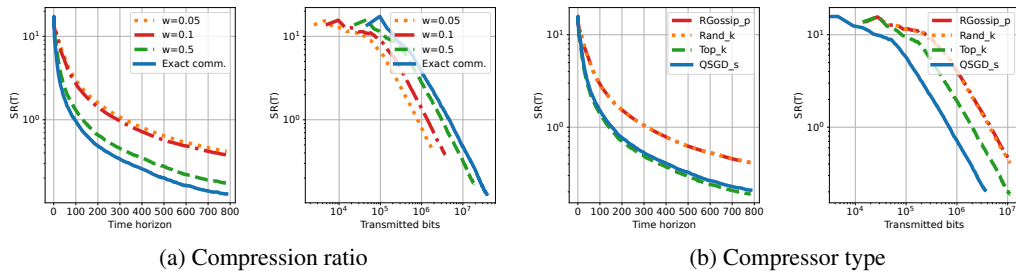 SR(T)
10¹
10⁰
w=0.05
w=0.1
w=0.5
Exact comm.
0 100 200 300 400 500 600 700 800
Time horizon
SR(T)
10¹
10⁰
w=0.05
w=0.1
w=0.5
Exact comm.
10⁴ 10⁵ 10⁶ 10⁷
Transmitted bits
(a) Compression ratio
SR(T)
10¹
10⁰
RGossip_p
Rand_k
Top_k
QSGD_s
0 100 200 300 400 500 600 700 800
Time horizon
SR(T)
10¹
10⁰
RGossip_p
Rand_k
Top_k
QSGD_s
10⁴ 10⁵ 10⁶ 10⁷
Transmitted bits
(b) Compressor type